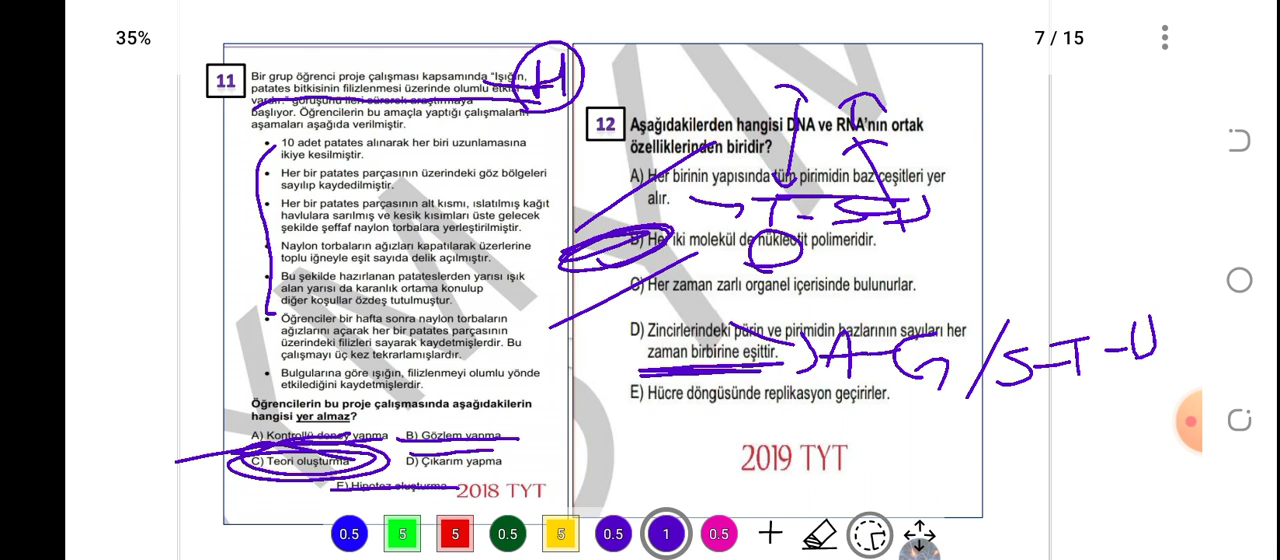 35%
7 / 15
11
Bir grup öğrenci proje çalışması kapsamında "Işığın,
patates bitkisinin filizlenmesi üzerinde olumlu etkisi
vardır." görüşünü ileri sürerek araştırmaya
başlıyor. Öğrencilerin bu amaçla yaptığı çalışmaların
aşamaları aşağıda verilmiştir.
H
• 10 adet patates alınarak her biri uzunlamasına
ikiye kesilmiştir.
• Her bir patates parçasının üzerindeki göz bölgeleri
sayılıp kaydedilmiştir.
• Her bir patates parçasının alt kısmı, ıslatılmış kağıt
havlulara sarılmış ve kesik kısımları üste gelecek
şekilde şeffaf naylon torbalara yerleştirilmiştir.
• Naylon torbaların ağızları kapatılarak üzerlerine
toplu iğneyle eşit sayıda delik açılmıştır.
• Bu şekilde hazırlanan patateslerden yarısı ışık
alan yarısı da karanlık ortama konulup
diğer koşullar özdeş tutulmuştur.
• Öğrenciler bir hafta sonra naylon torbaların
ağızlarını açarak her bir patates parçasının
üzerindeki filizleri sayarak kaydetmişlerdir. Bu
çalışmayı üç kez tekrarlamışlardır.
• Bulgularına göre ışığın, filizlenmeyi olumlu yönde
etkilediğini kaydetmişlerdir.
Öğrencilerin bu proje çalışmasında aşağıdakilerin
hangisi yer almaz?
A) Kontrollü deney yapma B) Gözlem yapma
C) Teori oluşturma D) Çıkarım yapma
E) Hipotez oluşturma
2018 TYT
12
Aşağıdakilerden hangisi DNA ve RNA'nın ortak
özelliklerinden biridir?
A) Her birinin yapısında tüm pirimidin baz çeşitleri yer
alır.
T - S - U
B) Her iki molekül de nükleotit polimeridir.
C) Her zaman zarlı organel içerisinde bulunurlar.
D) Zincirlerindeki pürin ve pirimidin bazlarının sayıları her
zaman birbirine eşittir.
A-G / S-T-U
E) Hücre döngüsünde replikasyon geçirirler.
2019 TYT
0.5 5 5 0.5 5 0.5 1 0.5